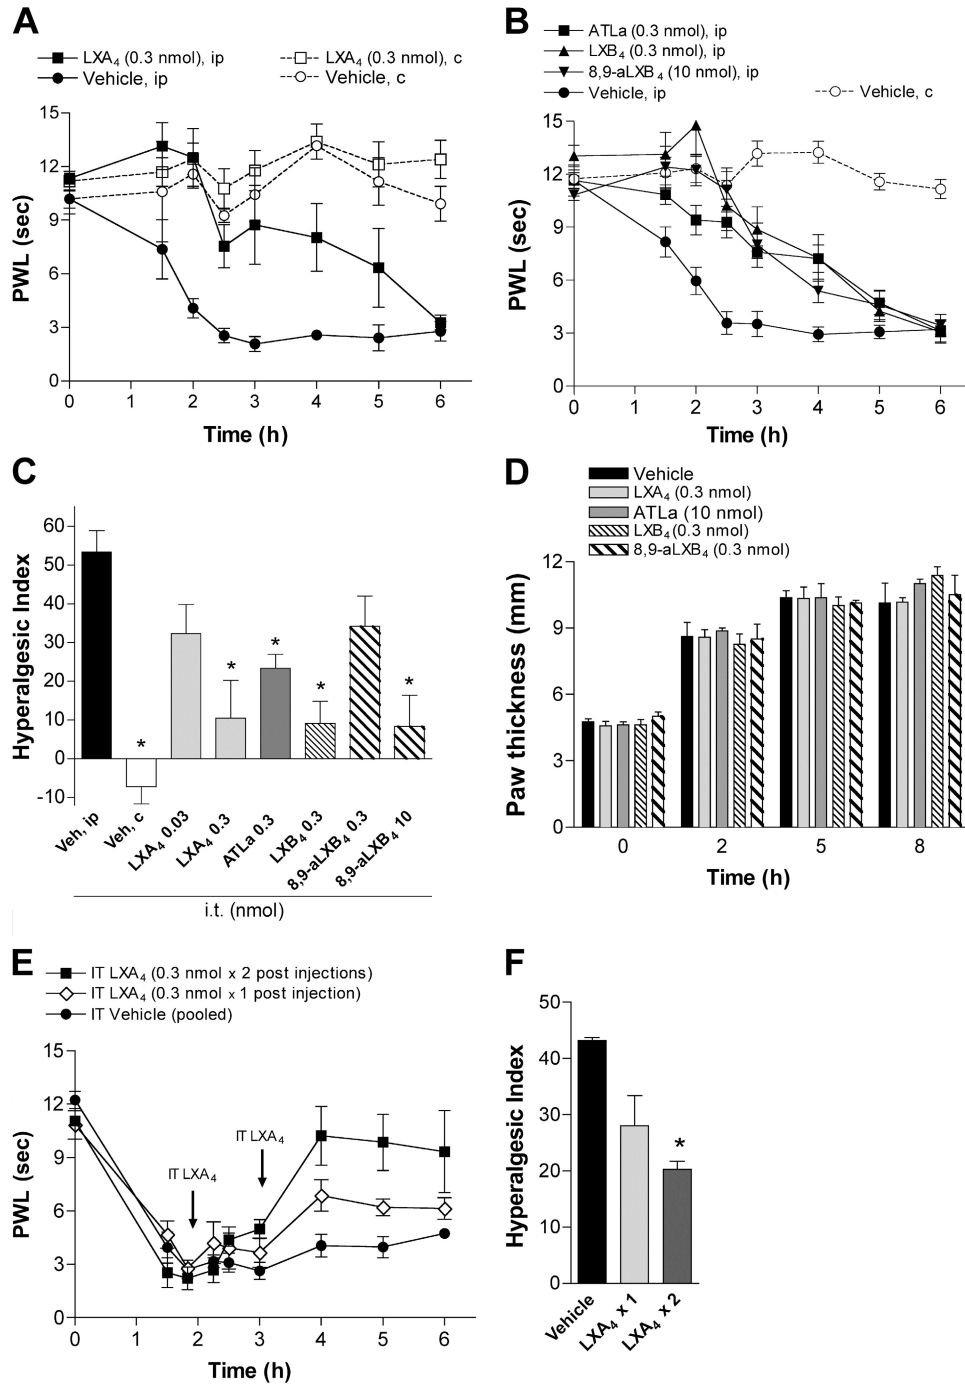 A
LXA4 (0.3 nmol), ip
Vehicle, ip
LXA4 (0.3 nmol), c
Vehicle, c
15
12
9
6
3
0
PWL (sec)
0 1 2 3 4 5 6
Time (h)
B
ATLa (0.3 nmol), ip
LXB4 (0.3 nmol), ip
8,9-aLXB4 (10 nmol), ip
Vehicle, ip
Vehicle, c
15
12
9
6
3
0
PWL (sec)
0 1 2 3 4 5 6
Time (h)
C
60
50
40
30
20
10
0
-10
Hyperalgesic Index
* * * * *
Veh, ip
Veh, c
LXA4 0.03
LXA4 0.3
ATLa 0.3
LXB4 0.3
8,9-aLXB4 0.3
8,9-aLXB4 10
i.t. (nmol)
D
Vehicle
LXA4 (0.3 nmol)
ATLa (10 nmol)
LXB4 (0.3 nmol)
8,9-aLXB4 (0.3 nmol)
12
9
6
3
0
Paw thickness (mm)
0 2 5 8
Time (h)
E
IT LXA4 (0.3 nmol x 2 post injections)
IT LXA4 (0.3 nmol x 1 post injection)
IT Vehicle (pooled)
15
12
9
6
3
0
PWL (sec)
IT LXA4
IT LXA4
0 1 2 3 4 5 6
Time (h)
F
50
40
30
20
10
0
Hyperalgesic Index
*
Vehicle
LXA4 x 1
LXA4 x 2